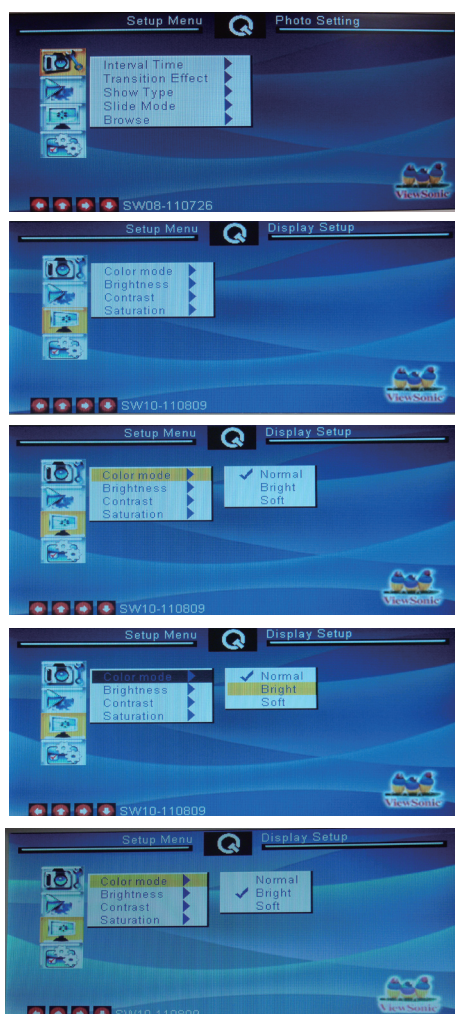 Setup Menu Photo Setting
Interval Time
Transition Effect
Show Type
Slide Mode
Browse
ViewSonic
SW08-110726
Setup Menu Display Setup
Color mode
Brightness
Contrast
Saturation
ViewSonic
SW10-110809
Setup Menu Display Setup
Color mode Normal
Brightness Bright
Contrast Soft
Saturation
ViewSonic
SW10-110809
Setup Menu Display Setup
Color mode Normal
Brightness Bright
Contrast Soft
Saturation
ViewSonic
SW10-110809
Setup Menu Display Setup
Color mode Normal
Brightness Bright
Contrast Soft
Saturation
ViewSonic
SW10-110809